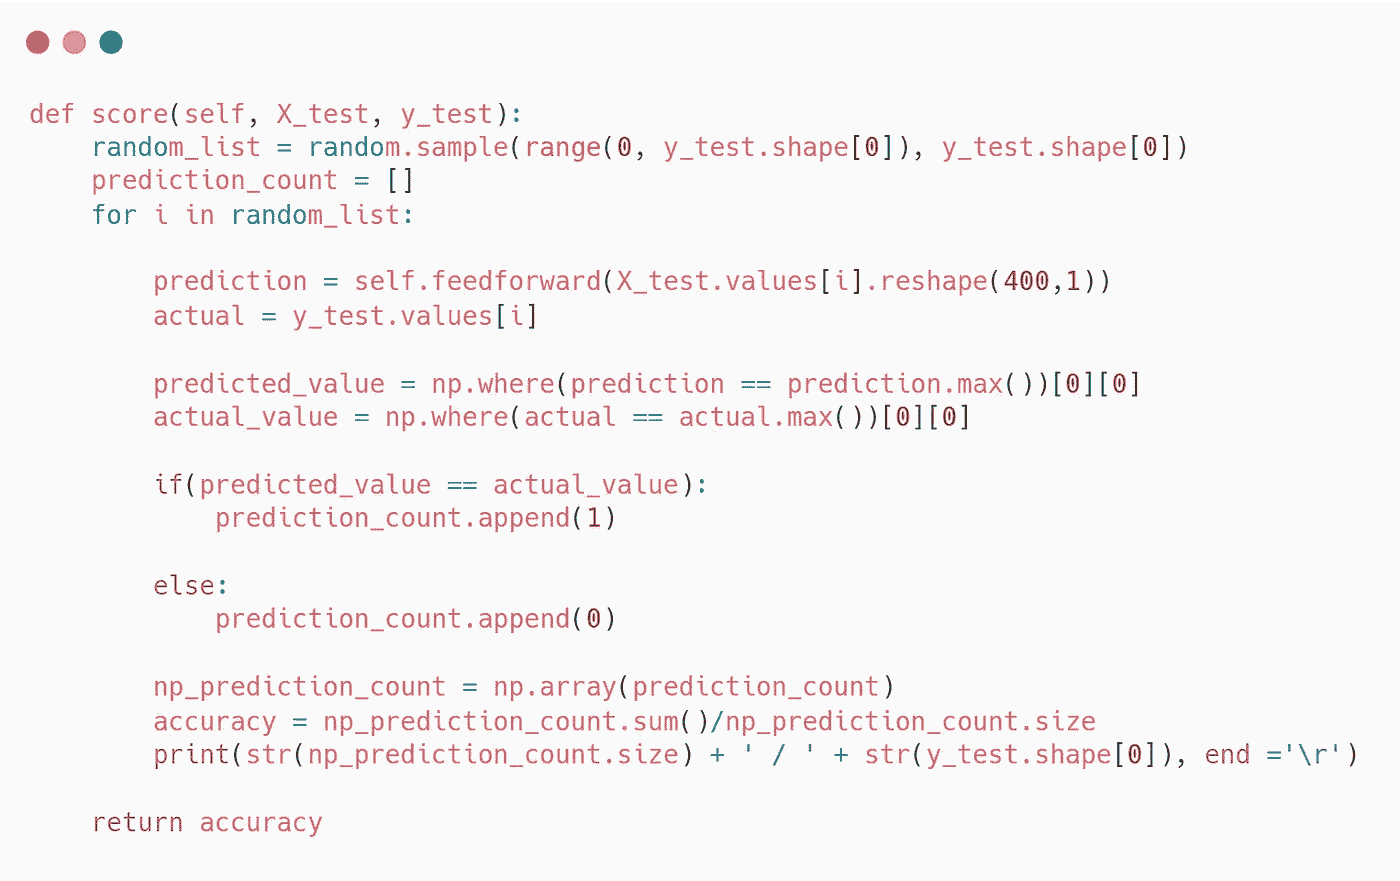 def score(self, X_test, y_test):
    random_list = random.sample(range(0, y_test.shape[0]), y_test.shape[0])
    prediction_count = []
    for i in random_list:

        prediction = self.feedforward(X_test.values[i].reshape(400,1))
        actual = y_test.values[i]

        predicted_value = np.where(prediction == prediction.max())[0][0]
        actual_value = np.where(actual == actual.max())[0][0]

        if(predicted_value == actual_value):
            prediction_count.append(1)

        else:
            prediction_count.append(0)

        np_prediction_count = np.array(prediction_count)
        accuracy = np_prediction_count.sum()/np_prediction_count.size
        print(str(np_prediction_count.size) + ' / ' + str(y_test.shape[0]), end ='\r')

    return accuracy